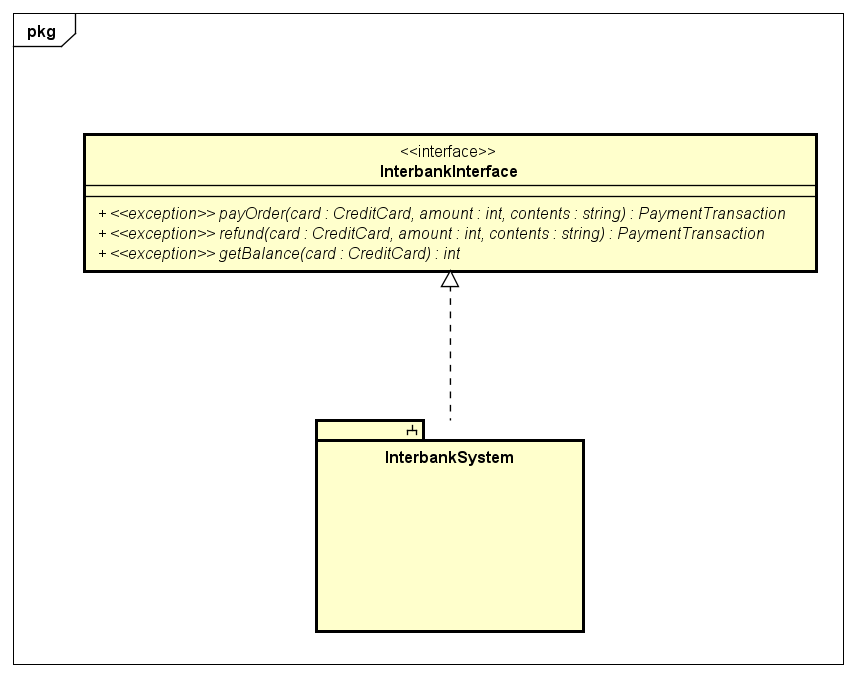 pkg
<<interface>>
InterbankInterface
+ <<exception>> payOrder(card : CreditCard, amount : int, contents : string) : PaymentTransaction
+ <<exception>> refund(card : CreditCard, amount : int, contents : string) : PaymentTransaction
+ <<exception>> getBalance(card : CreditCard) : int
InterbankSystem